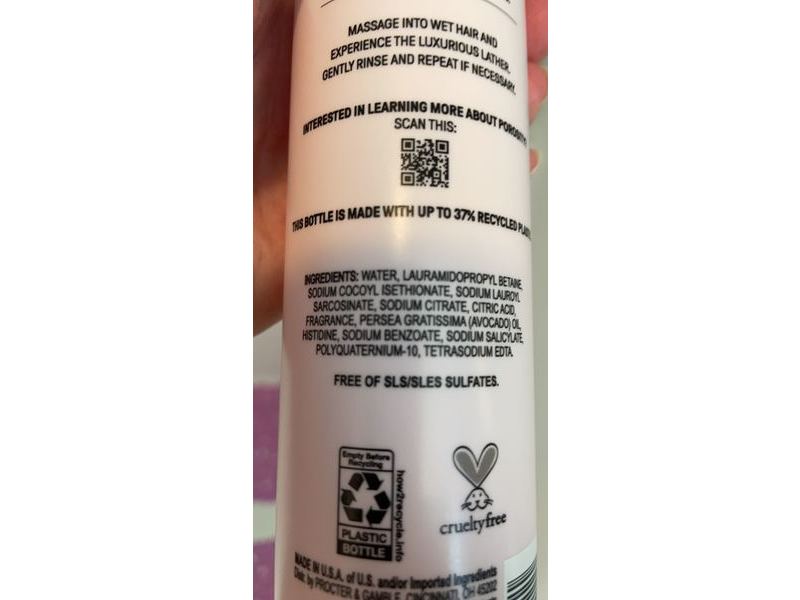 MASSAGE INTO WET HAIR AND
EXPERIENCE THE LUXURIOUS LATHER.
GENTLY RINSE AND REPEAT IF NECESSARY.
INTERESTED IN LEARNING MORE ABOUT POROSITY?
SCAN THIS:
THIS BOTTLE IS MADE WITH UP TO 37% RECYCLED
INGREDIENTS: WATER, LAURAMIDOPROPYL BETAINE,
SODIUM COCOYL ISETHIONATE, SODIUM LAUROYL
SARCOSINATE, SODIUM CITRATE, CITRIC ACID,
FRAGRANCE, PERSEA GRATISSIMA (AVOCADO) OIL,
HISTIDINE, SODIUM BENZOATE, SODIUM SALICYLATE,
POLYQUATERNIUM-10, TETRASODIUM EDTA.
FREE OF SLS/SLES SULFATES.
Empty Before
Recycling
PLASTIC
BOTTLE
how2recycle.info
crueltyfree
MADE IN U.S.A. of U.S. and/or Imported Ingredients
Distr. by PROCTER & GAMBLE, CINCINNATI, OH 45202